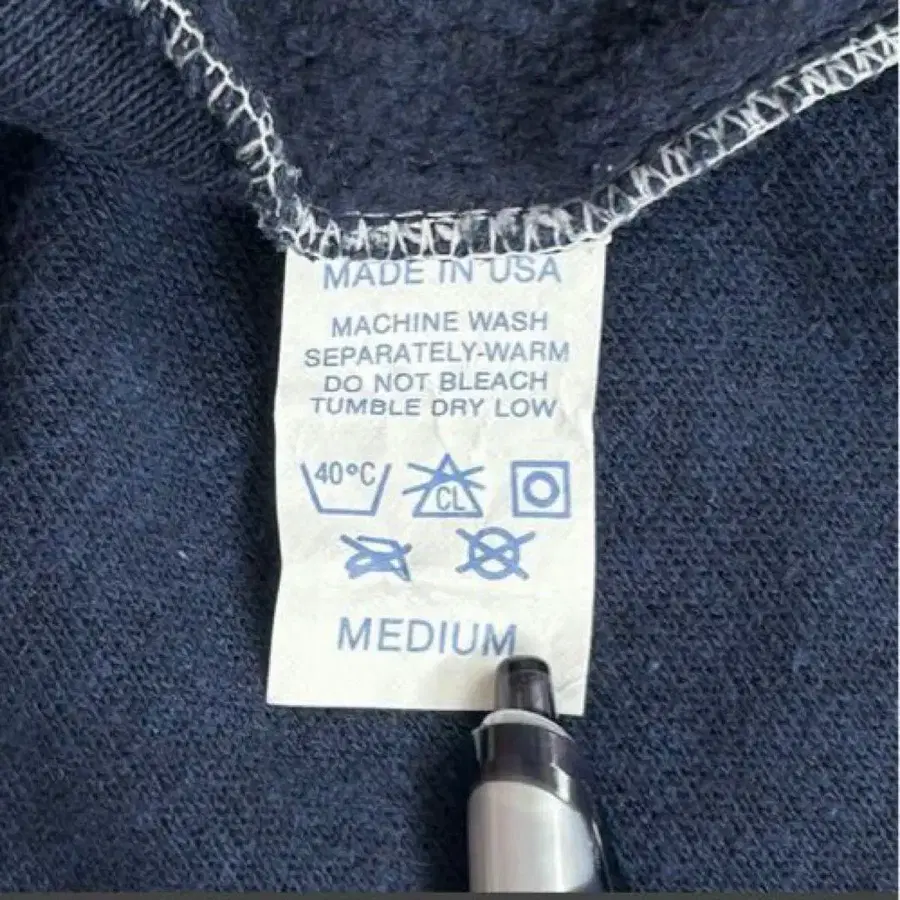 MADE IN USA
MACHINE WASH
SEPARATELY-WARM
DO NOT BLEACH
TUMBLE DRY LOW
40°C CL
MEDIUM